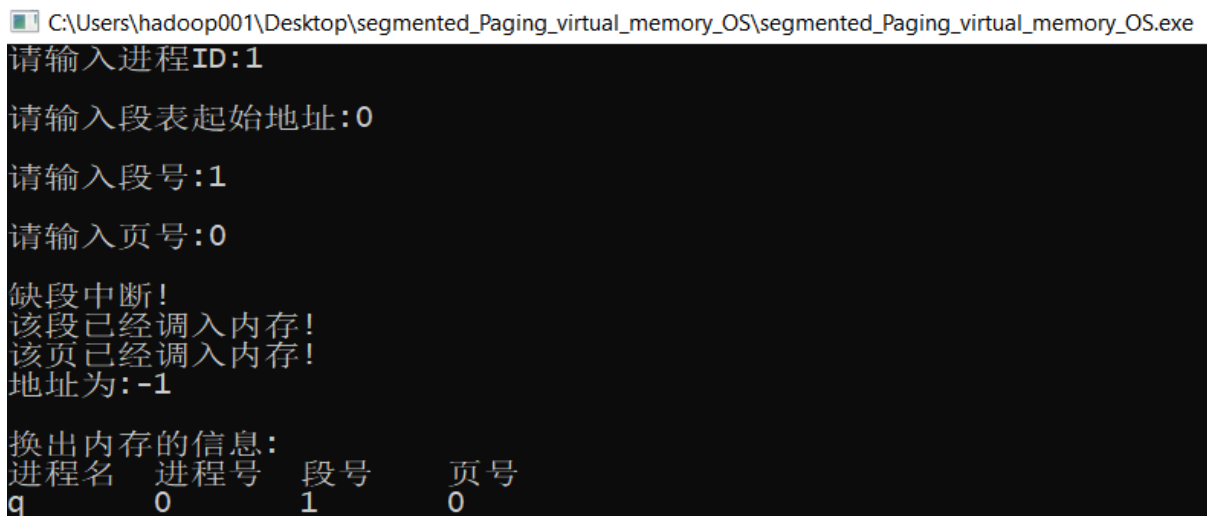 C:\Users\hadoop001\Desktop\segmented_Paging_virtual_memory_OS\segmented_Paging_virtual_memory_OS.exe
请输入进程ID:1
请输入段表起始地址:0
请输入段号:1
请输入页号:0
缺段中断!
该段已经调入内存!
该页已经调入内存!
地址为:-1
换出内存的信息:
进程名 进程号 段号 页号
q 0 1 0